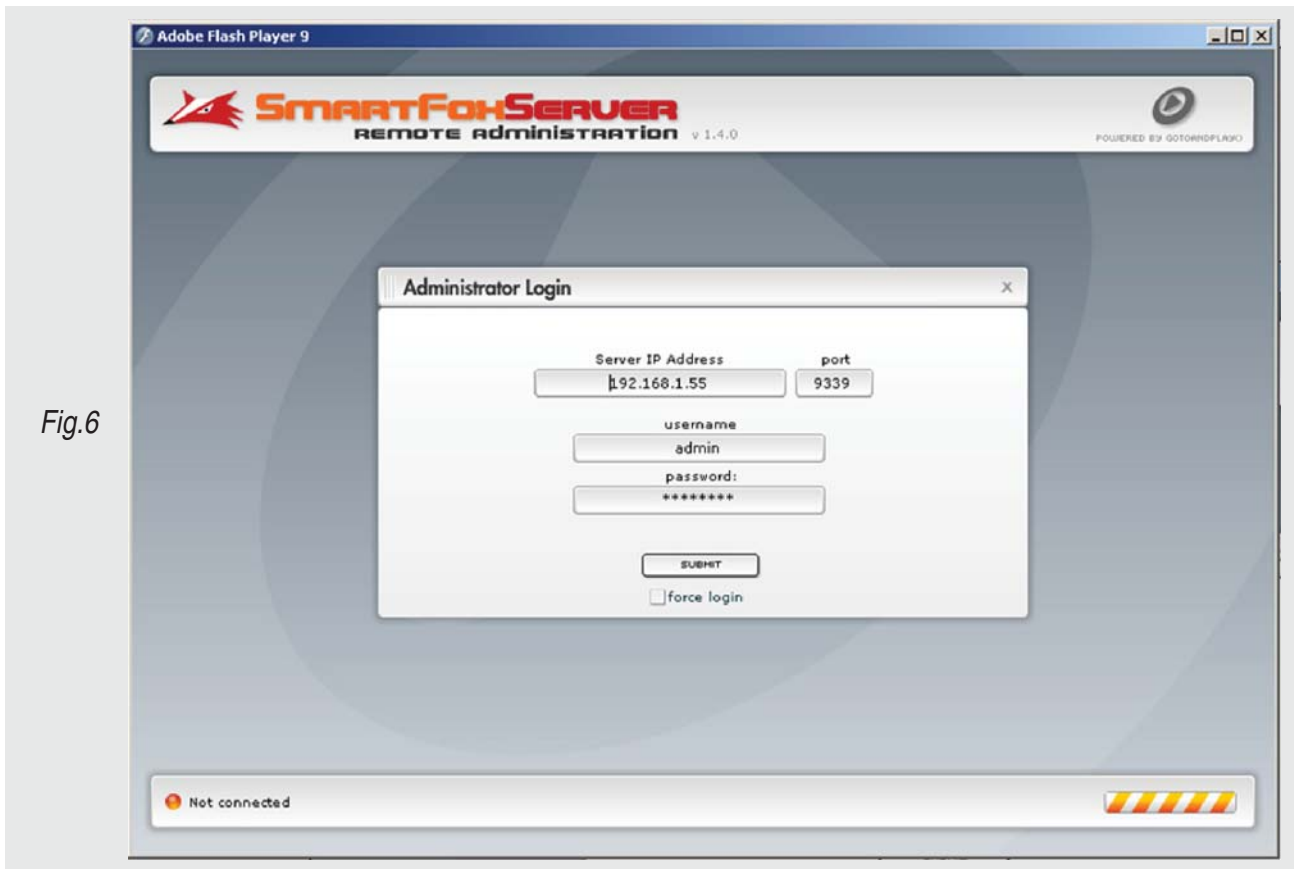 Adobe Flash Player 9
SmartFoxServer
Remote Administration v 1.4.0
POWERED BY GOTOANDPLAY()
Administrator Login x
Server IP Address port
192.168.1.55 9339
username
admin
password:
********
SUBMIT
force login
Fig.6
Not connected